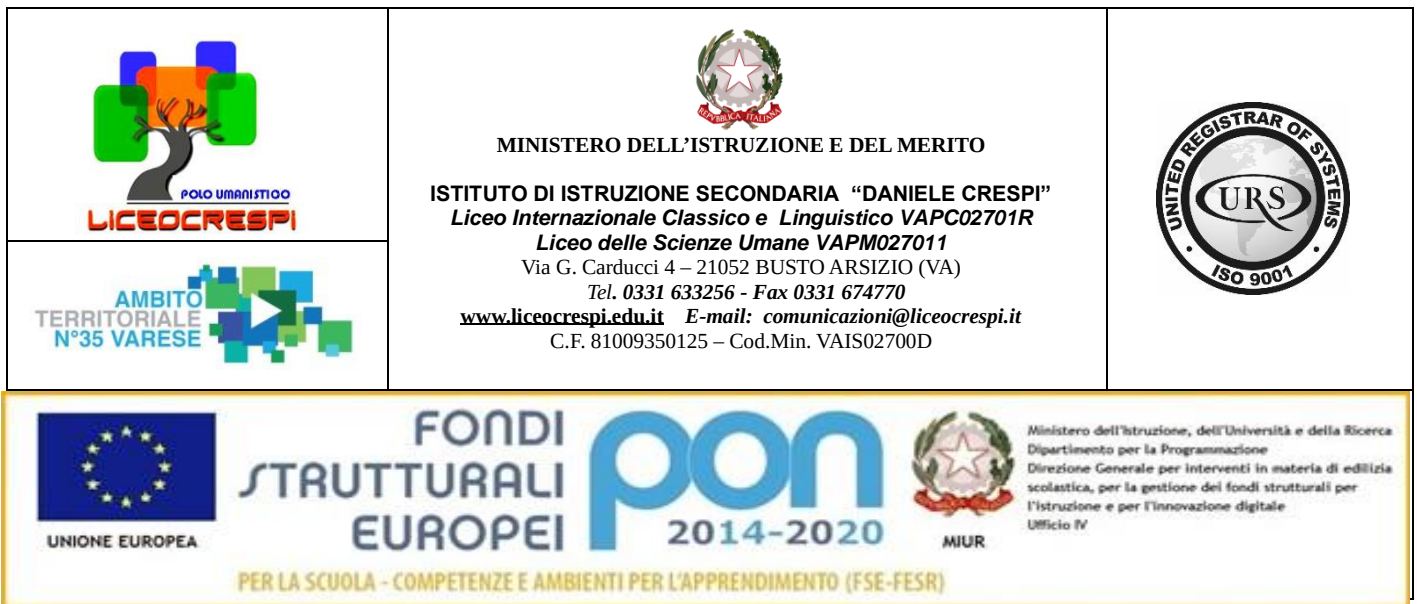 POLO UMANISTICO
LICEOCRESPI
AMBITO
TERRITORIALE
N°35 VARESE
REPVBBLICA ITALIANA
MINISTERO DELL’ISTRUZIONE E DEL MERITO
ISTITUTO DI ISTRUZIONE SECONDARIA “DANIELE CRESPI”
Liceo Internazionale Classico e Linguistico VAPC02701R
Liceo delle Scienze Umane VAPM027011
Via G. Carducci 4 – 21052 BUSTO ARSIZIO (VA)
Tel. 0331 633256 - Fax 0331 674770
www.liceocrespi.edu.it E-mail: comunicazioni@liceocrespi.it
C.F. 81009350125 – Cod.Min. VAIS02700D
UNITED REGISTRAR OF SYSTEMS
URS
ISO 9001
UNIONE EUROPEA
FONDI
STRUTTURALI
EUROPEI
pon
2014-2020
MIUR
Ministero dell'Istruzione, dell'Università e della Ricerca
Dipartimento per la Programmazione
Direzione Generale per interventi in materia di edilizia
scolastica, per la gestione dei fondi strutturali per
l'istruzione e per l'innovazione digitale
Ufficio IV
PER LA SCUOLA - COMPETENZE E AMBIENTI PER L'APPRENDIMENTO (FSE-FESR)